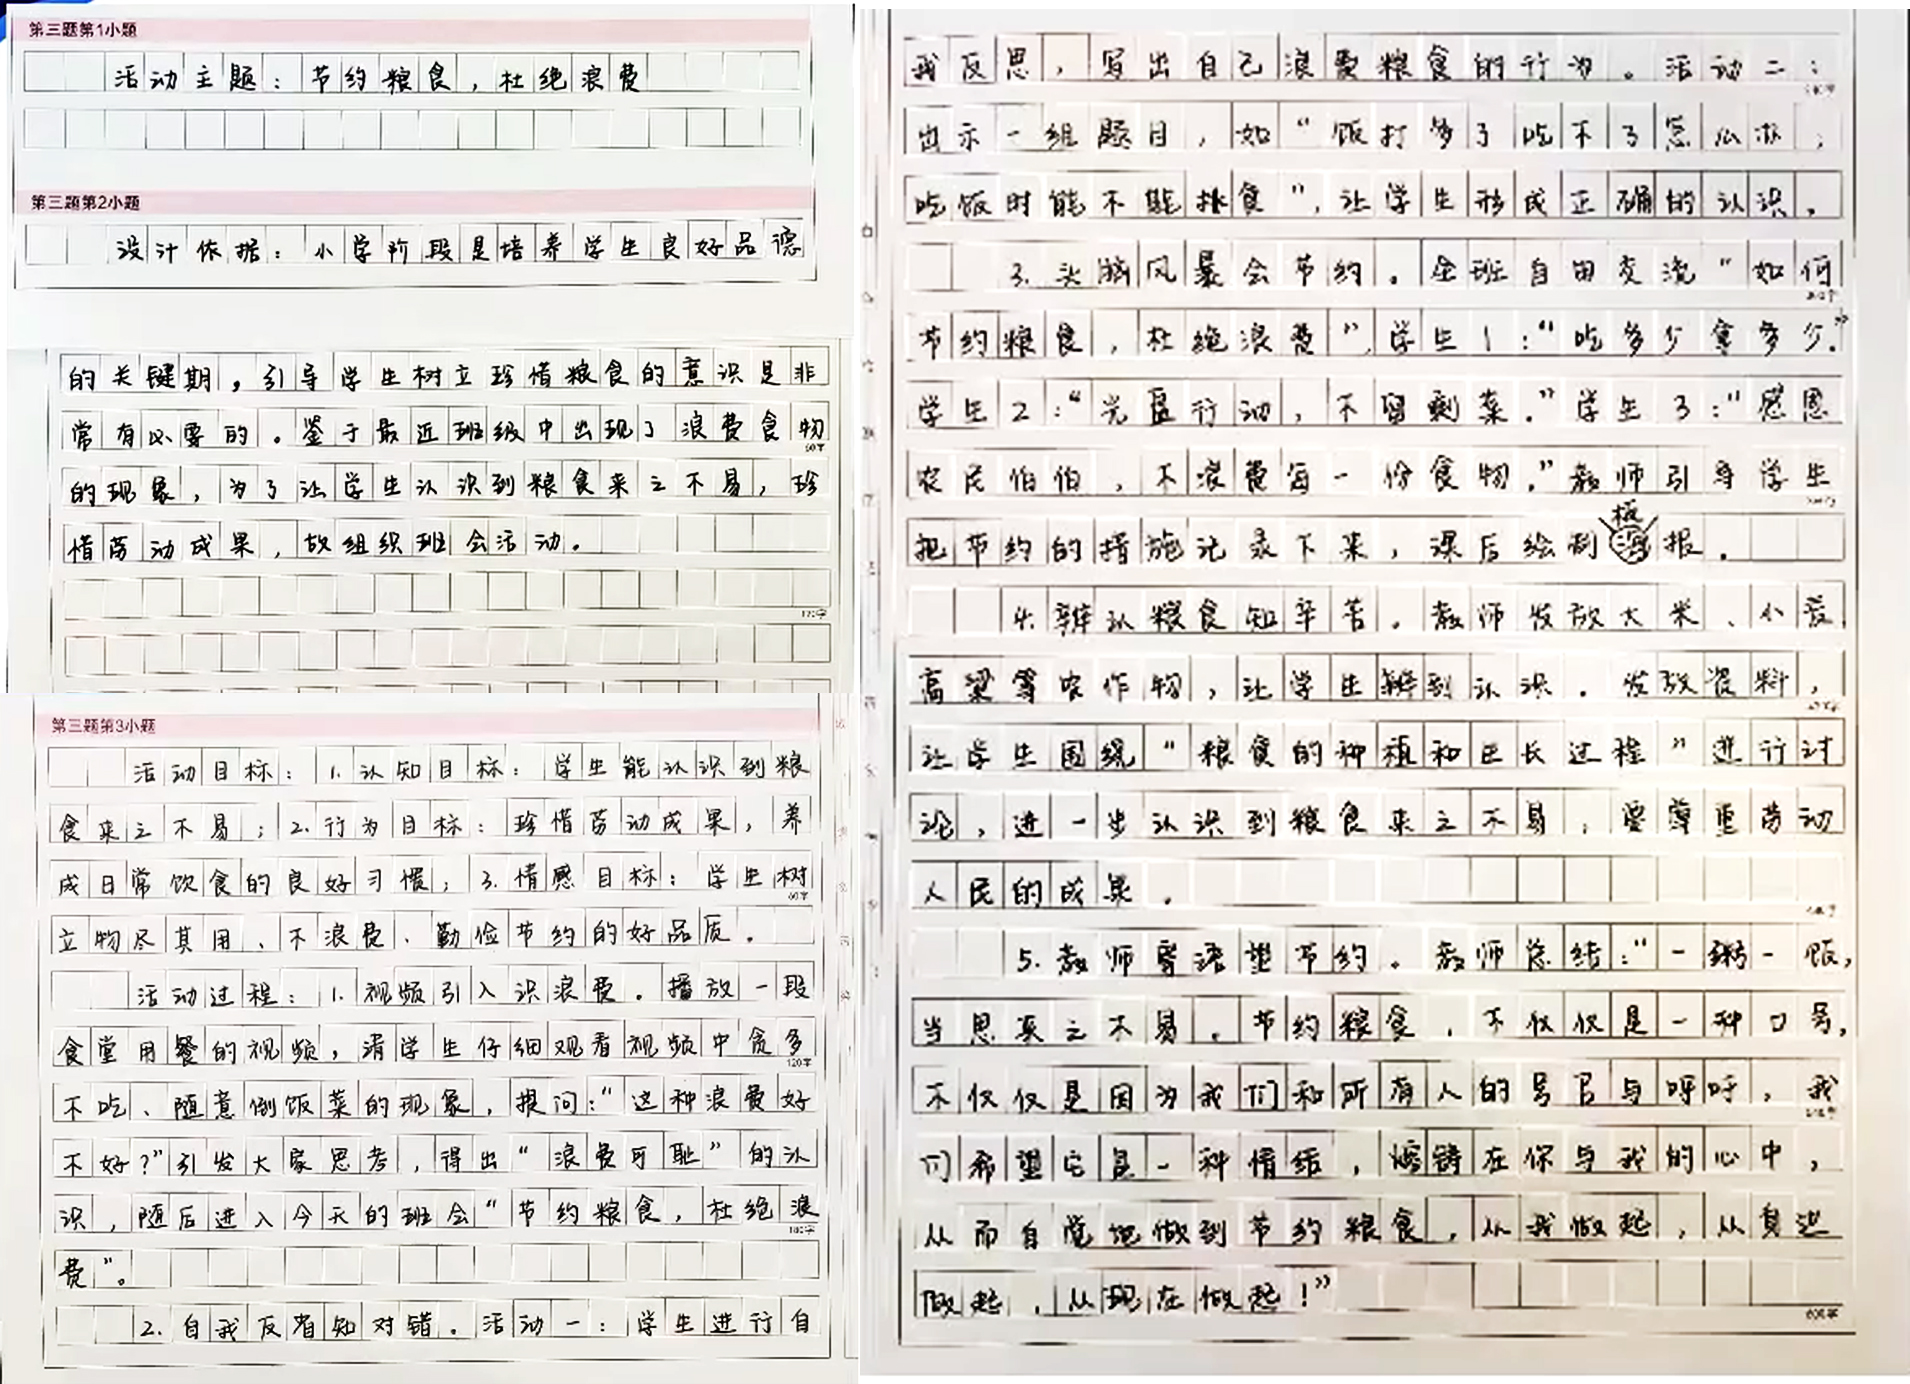 第三题第1小题
活动主题：节约粮食，杜绝浪费
第三题第2小题
设计依据：小学阶段是培养学生良好品德
的关键期，引导学生树立珍惜粮食的意识是非
常有必要的。鉴于最近班级中出现了浪费食物
60字
的现象，为了让学生认识到粮食来之不易，珍
惜劳动成果，故组织班会活动。
120字
第三题第3小题
活动目标：1.认知目标：学生能认识到粮
食来之不易；2.行为目标：珍惜劳动成果，养
成日常饮食的良好习惯；3.情感目标：学生树
60字
立物尽其用、不浪费、勤俭节约的好品质。
活动过程：1.视频引入识浪费。播放一段
食堂用餐的视频，请学生仔细观看视频中贪多
120字
不吃、随意倒饭菜的现象，提问：“这种浪费好
不好？”引发大家思考，得出“浪费可耻”的认
识，随后进入今天的班会“节约粮食，杜绝浪
180字
费”。
2.自我反省知对错。活动一：学生进行自
我反思，写出自己浪费粮食的行为。活动二：
出示一组题目，如“饭打多了吃不了怎么办，
吃饭时能不能挑食”，让学生形成正确的认识。
3.头脑风暴会节约。全班自由交流“如何
节约粮食，杜绝浪费”学生1：“吃多少拿多少。”
学生2：“光盘行动，不留剩菜。”学生3：“感恩
农民伯伯，不浪费每一份食物。”教师引导学生
把节约的措施记录下来，课后绘制板报。
4.辨认粮食知辛苦。教师发放大米、小麦
高粱等农作物，让学生辨别认识。发放资料，
让学生围绕“粮食的种植和生长过程”进行讨
论，进一步认识到粮食来之不易，要尊重劳动
人民的成果。
5.教师寄语望节约。教师总结：“一粥一饭，
当思来之不易。节约粮食，不仅仅是一种口号，
不仅仅是因为我们和所有人的号召与呼吁，我
们希望它是一种情结，熔铸在你与我的心中，
从而自觉地做到节约粮食，从我做起，从身边
做起，从现在做起！”
600字